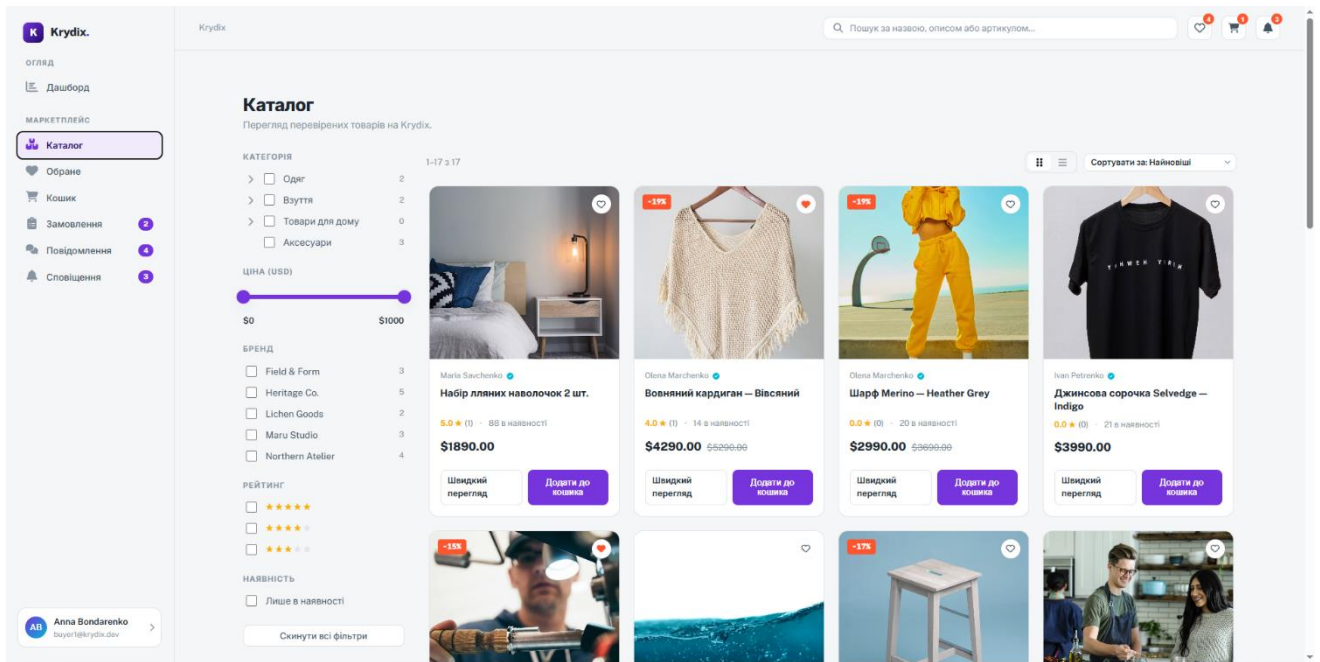 K Krydix.
ОГЛЯД
Дашборд
МАРКЕТПЛЕЙС
Каталог
Обране
Кошик
Замовлення 2
Повідомлення 4
Сповіщення 3
AB
Anna Bondarenko
buyer1@krydix.dev
Krydix
Пошук за назвою, описом або артикулом...
4
1
3
Каталог
Перегляд перевірених товарів на Krydix.
КАТЕГОРІЯ
Одяг 2
Взуття 2
Товари для дому 0
Аксесуари 3
ЦІНА (USD)
$0 $1000
БРЕНД
Field & Form 3
Heritage Co. 5
Lichen Goods 2
Maru Studio 3
Northern Atelier 4
РЕЙТИНГ
НАЯВНІСТЬ
Лише в наявності
Скинути всі фільтри
1–17 з 17
Сортувати за: Найновіші
Maria Savchenko
Набір лляних наволочок 2 шт.
5.0 ★ (1) · 88 в наявності
$1890.00
Швидкий перегляд
Додати до кошика
-19%
Olena Marchenko
Вовняний кардиган — Вівсяний
4.0 ★ (1) · 14 в наявності
$4290.00 $5290.00
Швидкий перегляд
Додати до кошика
-19%
Olena Marchenko
Шарф Merino — Heather Grey
0.0 ★ (0) · 20 в наявності
$2990.00 $3690.00
Швидкий перегляд
Додати до кошика
Ivan Petrenko
Джинсова сорочка Selvedge —
Indigo
0.0 ★ (0) · 21 в наявності
$3990.00
Швидкий перегляд
Додати до кошика
-15%
-17%